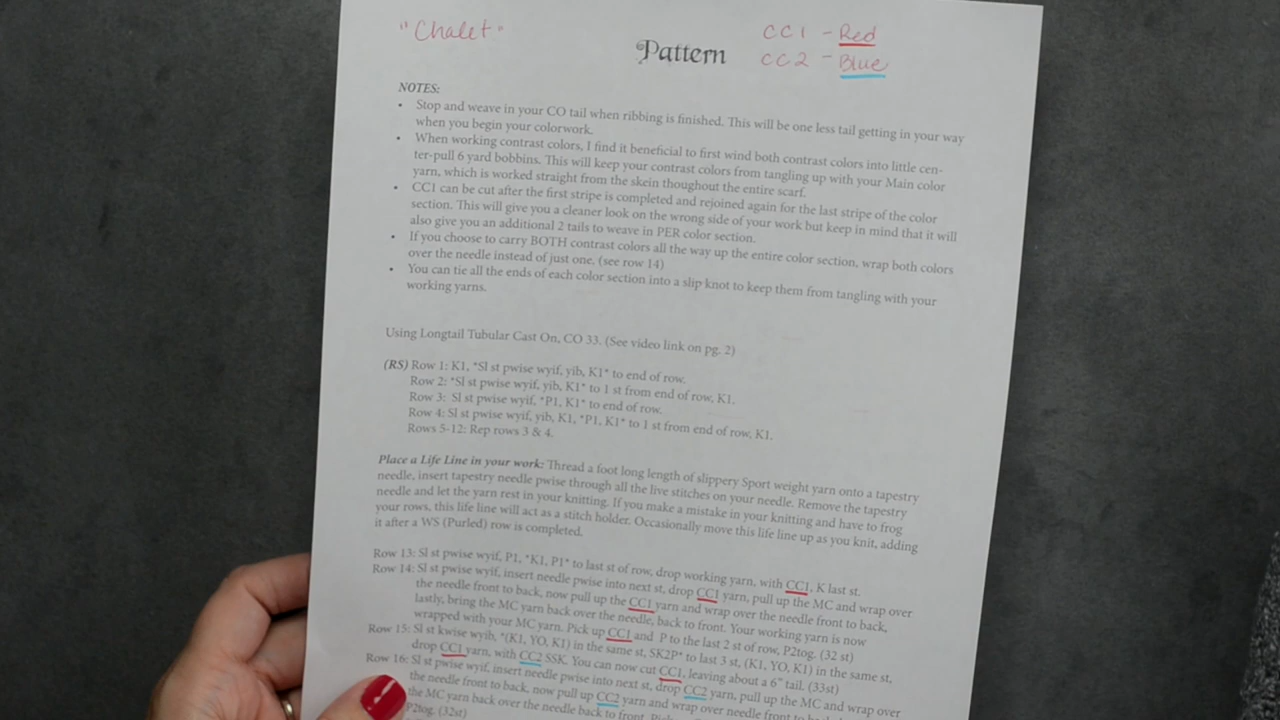 "Chalet"
CC1 - Red
Pattern
CC2 - Blue
NOTES:
• Stop and weave in your CO tail when ribbing is finished. This will be one less tail getting in your way
when you begin your colorwork.
• When working contrast colors, I find it beneficial to first wind both contrast colors into little cen-
ter-pull 6 yard bobbins. This will keep your contrast colors from tangling up with your Main color
yarn, which is worked straight from the skein thoughout the entire scarf.
• CC1 can be cut after the first stripe is completed and rejoined again for the last stripe of the color
section. This will give you a cleaner look on the wrong side of your work but keep in mind that it will
also give you an additional 2 tails to weave in PER color section.
• If you choose to carry BOTH contrast colors all the way up the entire color section, wrap both colors
over the needle instead of just one. (see row 14)
• You can tie all the ends of each color section into a slip knot to keep them from tangling with your
working yarns.
Using Longtail Tubular Cast On, CO 33. (See video link on pg. 2)
(RS) Row 1: K1, *Sl st pwise wyif, yib, K1* to end of row.
Row 2: *Sl st pwise wyif, yib, K1* to 1 st from end of row, K1.
Row 3: Sl st pwise wyif, *P1, K1* to end of row.
Row 4: Sl st pwise wyif, yib, K1, *P1, K1* to 1 st from end of row, K1.
Rows 5-12: Rep rows 3 & 4.
Place a Life Line in your work: Thread a foot long length of slippery Sport weight yarn onto a tapestry
needle, insert tapestry needle pwise through all the live stitches on your needle. Remove the tapestry
needle and let the yarn rest in your knitting. If you make a mistake in your knitting and have to frog
your rows, this life line will act as a stitch holder. Occasionally move this life line up as you knit, adding
it after a WS (Purled) row is completed.
Row 13: Sl st pwise wyif, P1, *K1, P1* to last st of row, drop working yarn, with CC1, K last st.
Row 14: Sl st pwise wyif, insert needle pwise into next st, drop CC1 yarn, pull up the MC and wrap over
the needle front to back, now pull up the CC1 yarn and wrap over the needle front to back,
lastly, bring the MC yarn back over the needle, back to front. Your working yarn is now
wrapped with your MC yarn. Pick up CC1 and P to the last 2 st of row, P2tog. (32 st)
Row 15: Sl st kwise wyib, *(K1, YO, K1) in the same st, SK2P* to last 3 st, (K1, YO, K1) in the same st,
drop CC1 yarn, with CC2 SSK. You can now cut CC1, leaving about a 6" tail. (33st)
Row 16: Sl st pwise wyif, insert needle pwise into next st, drop CC2 yarn, pull up the MC and wrap over
the needle front to back, now pull up CC2 yarn and wrap over needle front to back
the MC yarn back over the needle back to front.
P2tog. (32st)